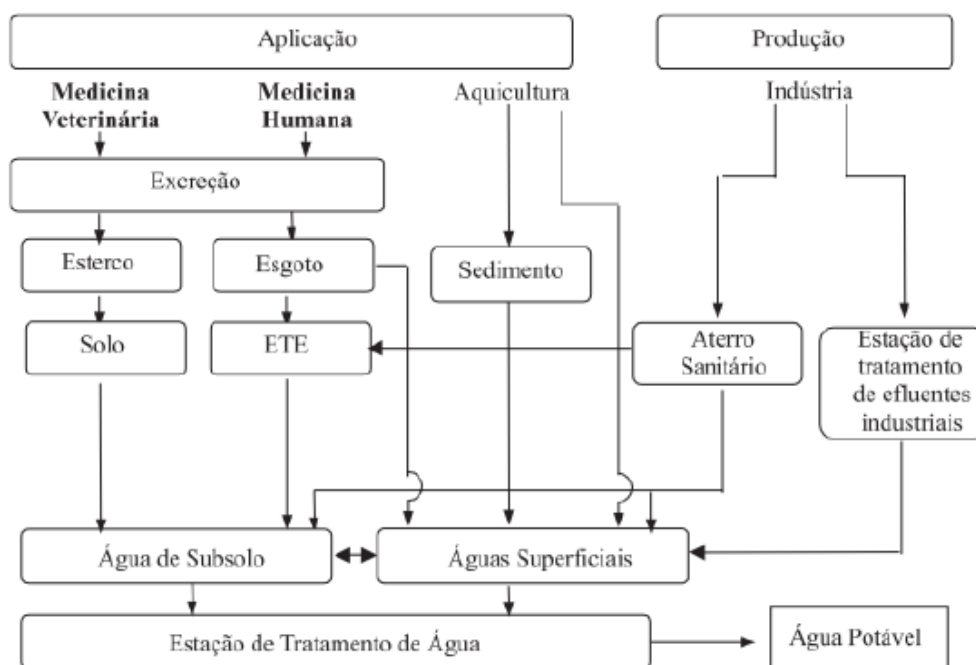 Aplicação
Produção
Medicina
Veterinária
Medicina
Humana
Aquicultura
Indústria
Excreção
Esterco
Esgoto
Sedimento
Solo
ETE
Aterro
Sanitário
Estação de
tratamento
de efluentes
industriais
Água de Subsolo
Águas Superficiais
Estação de Tratamento de Água
Água Potável